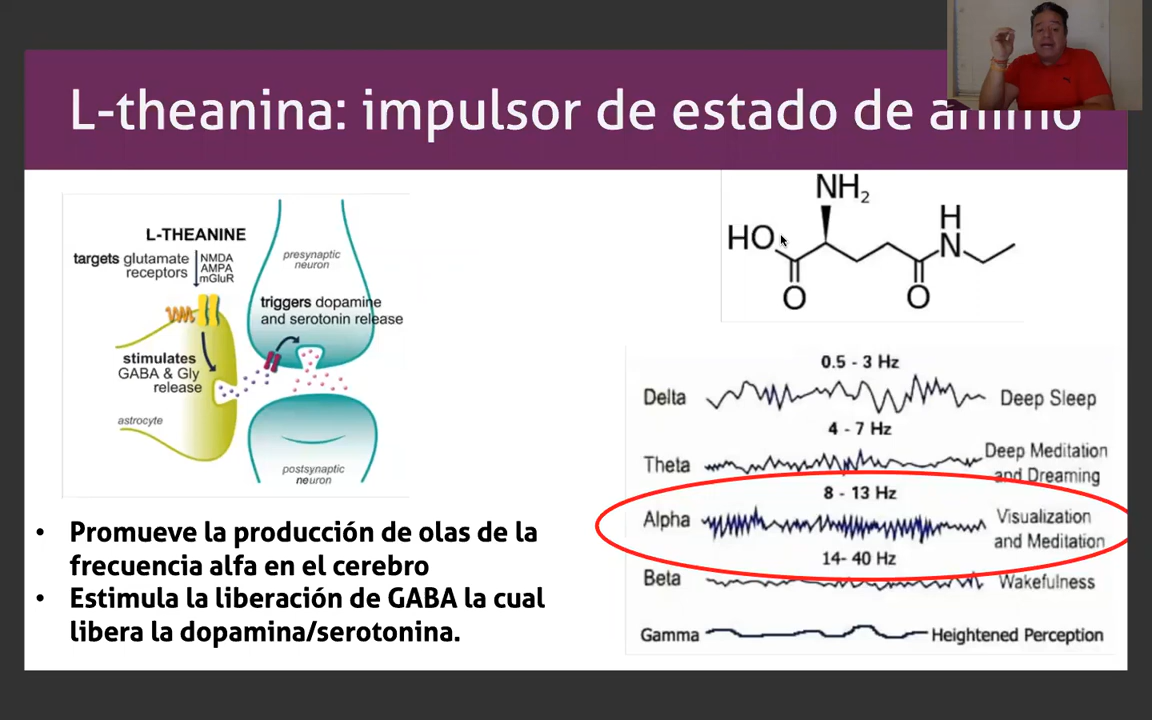 L-theanina: impulsor de estado de animo
L-THEANINE
targets glutamate receptors
NMDA
AMPA
mGluR
presynaptic
neuron
triggers dopamine
and serotonin release
stimulates
GABA & Gly
release
astrocyte
postsynaptic
neuron
• Promueve la producción de olas de la
frecuencia alfa en el cerebro
• Estimula la liberación de GABA la cual
libera la dopamina/serotonina.
NH2
HO
O
O
H
N
0.5 - 3 Hz
Delta Deep Sleep
4 - 7 Hz
Theta Deep Meditation
and Dreaming
8 - 13 Hz
Alpha Visualization
and Meditation
14- 40 Hz
Beta Wakefulness
Gamma Heightened Perception